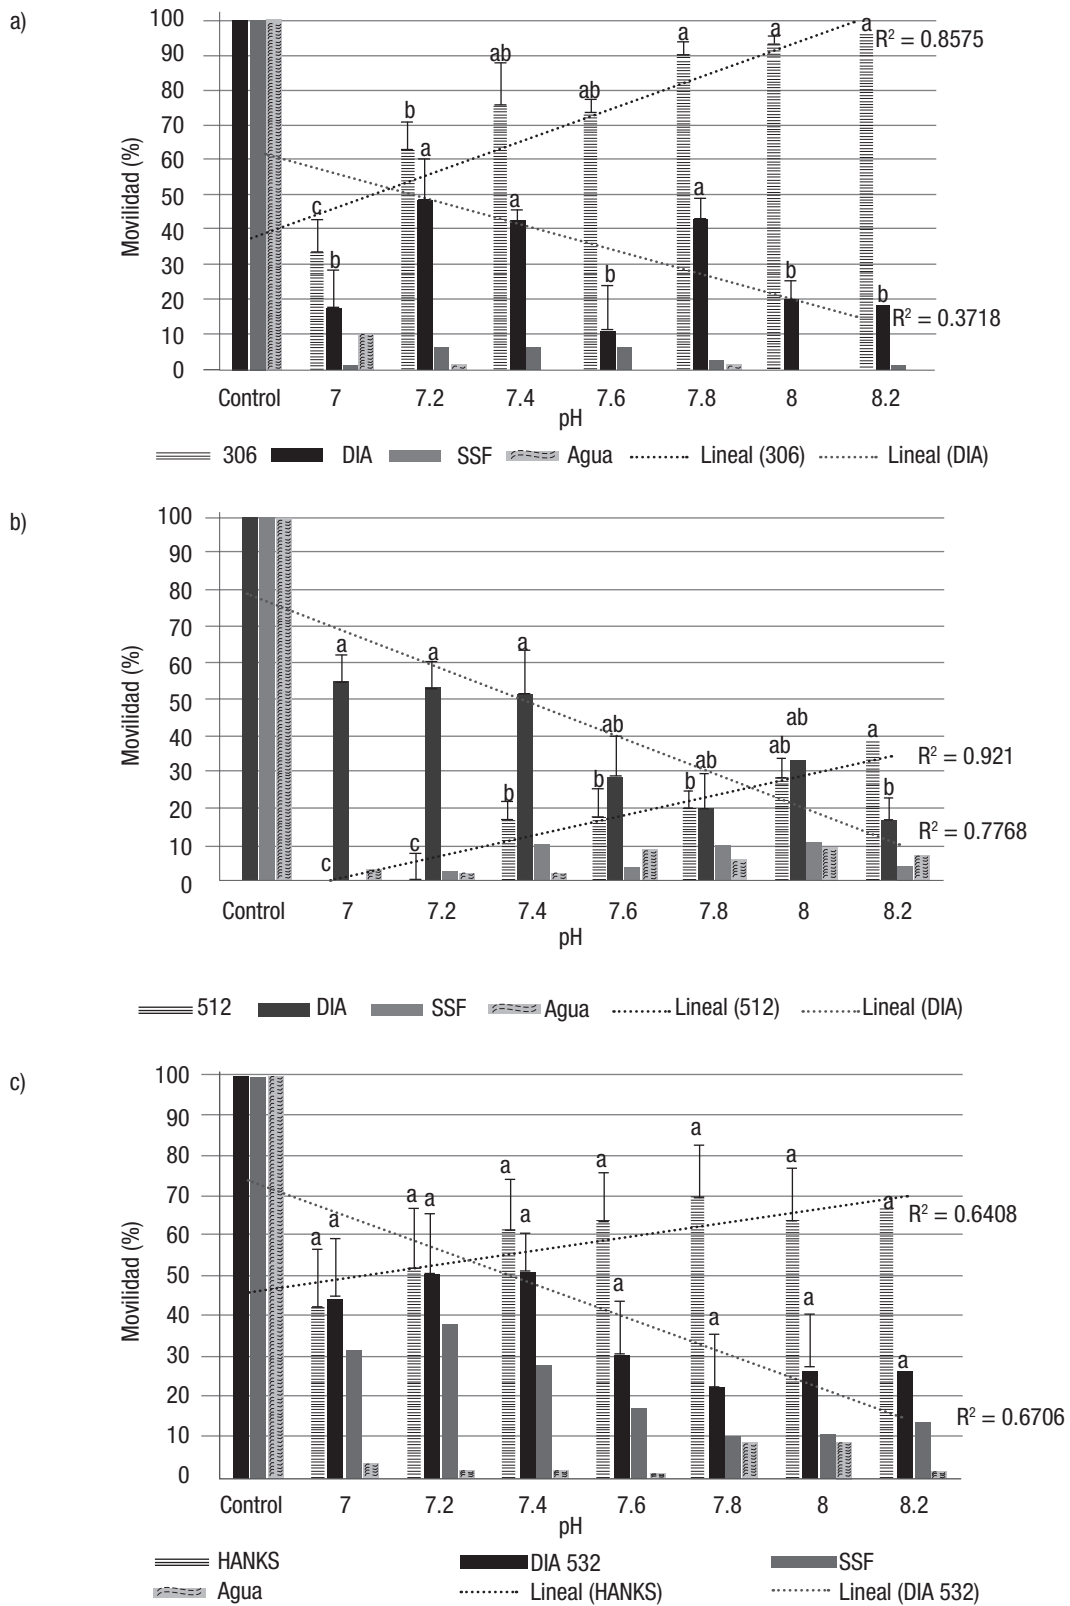 a)
100
90
80
70
60
50
40
30
20
10
0
Movilidad (%)
c
b
b
a
ab
a
ab
b
a
a
a
b
a
b
R² = 0.8575
R² = 0.3718
Control 7 7.2 7.4 7.6 7.8 8 8.2
pH
306 DIA SSF Agua Lineal (306) Lineal (DIA)
b)
100
90
80
70
60
50
40
30
20
10
0
Movilidad (%)
c
a
c
a
b
a
b
ab
b
ab
ab
ab
a
b
R² = 0.921
R² = 0.7768
Control 7 7.2 7.4 7.6 7.8 8 8.2
pH
512 DIA SSF Agua Lineal (512) Lineal (DIA)
c)
100
90
80
70
60
50
40
30
20
10
0
Movilidad (%)
a
a
a
a
a
a
a
a
a
a
a
a
a
a
R² = 0.6408
R² = 0.6706
Control 7 7.2 7.4 7.6 7.8 8 8.2
pH
HANKS DIA 532 SSF
Agua Lineal (HANKS) Lineal (DIA 532)